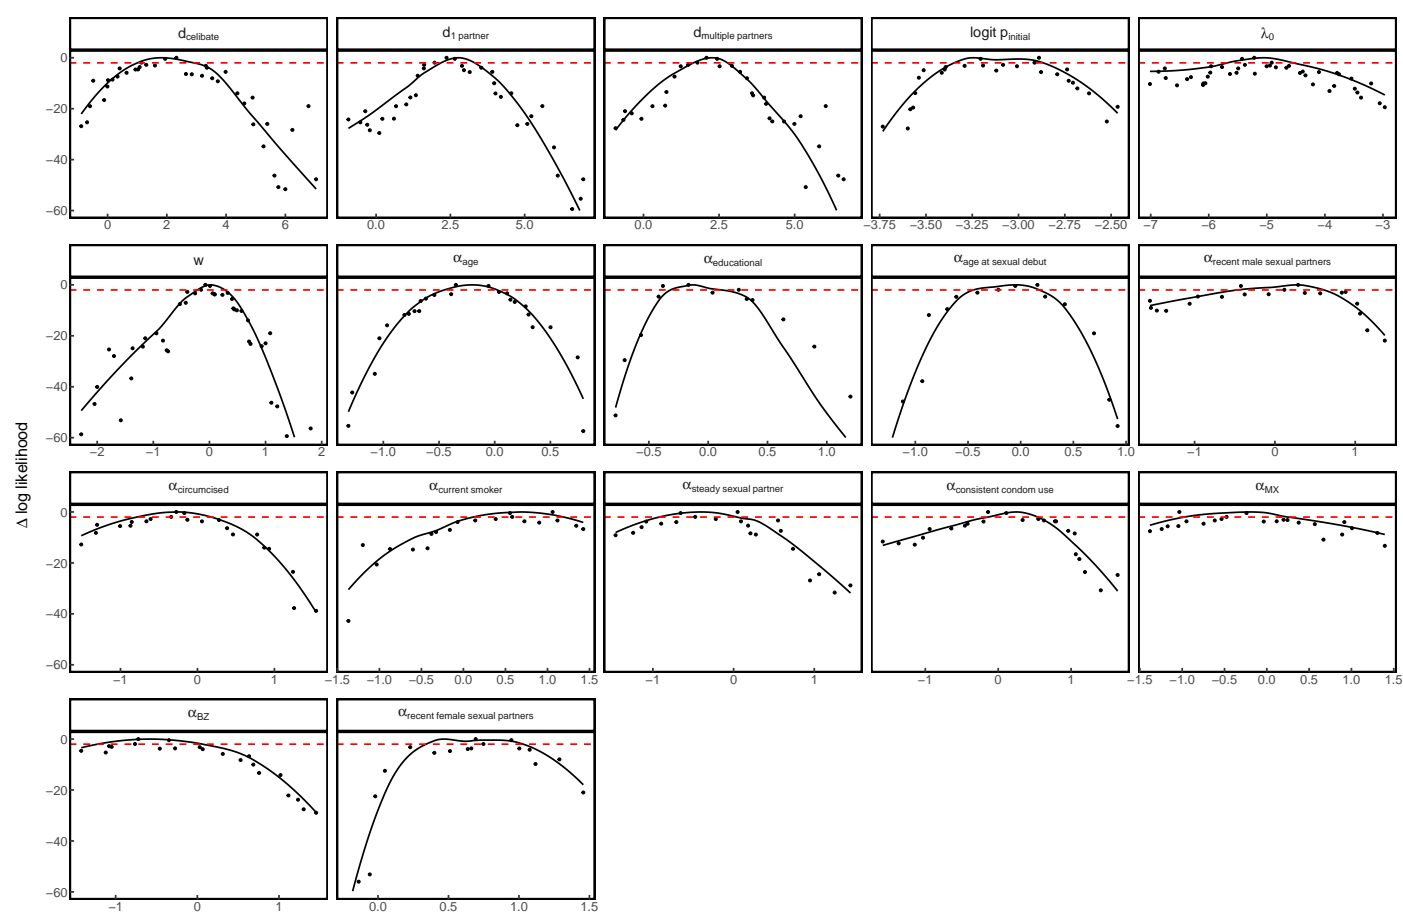 d celibate d 1 partner d multiple partners logit p initial λ0
0
−20
−40
−60
0 2 4 6 0.0 2.5 5.0 0.0 2.5 5.0 −3.75 −3.50 −3.25 −3.00 −2.75 −2.50 −7 −6 −5 −4 −3
w α age α educational α age at sexual debut α recent male sexual partners
0
−20
−40
−60
−2 −1 0 1 2 −1.0 −0.5 0.0 0.5 −0.5 0.0 0.5 1.0 −1.0 −0.5 0.0 0.5 1.0 −1 0 1
Δ log likelihood
α circumcised α current smoker α steady sexual partner α consistent condom use α MX
0
−20
−40
−60
−1 0 1 −1.5 −1.0 −0.5 0.0 0.5 1.0 1.5 −1 0 1 −1 0 1 −1.5 −1.0 −0.5 0.0 0.5 1.0 1.5
α BZ α recent female sexual partners
0
−20
−40
−60
−1 0 1 0.0 0.5 1.0 1.5